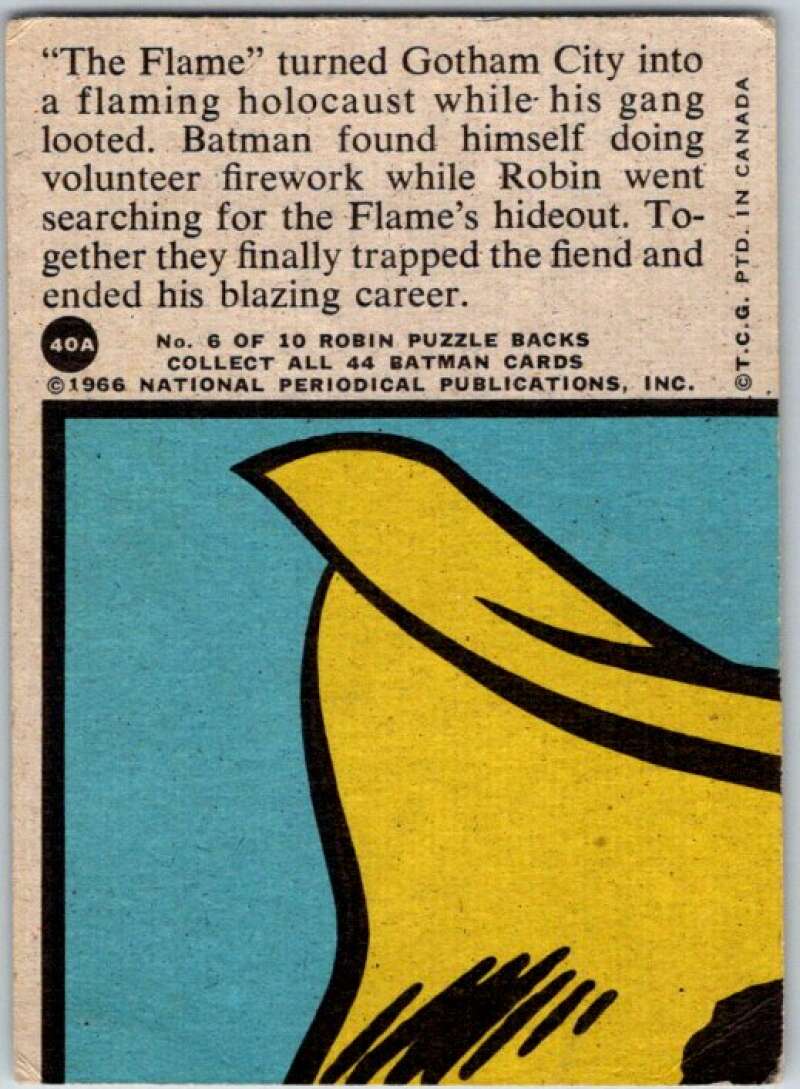 “The Flame” turned Gotham City into
a flaming holocaust while his gang
looted. Batman found himself doing
volunteer firework while Robin went
searching for the Flame’s hideout. To-
gether they finally trapped the fiend and
ended his blazing career.
40A
No. 6 OF 10 ROBIN PUZZLE BACKS
COLLECT ALL 44 BATMAN CARDS
©1966 NATIONAL PERIODICAL PUBLICATIONS, INC.
©T.C.G. PTD. IN CANADA